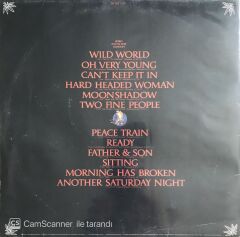 WILD WORLD
OH VERY YOUNG
CAN'T KEEP IT IN
HARD HEADED WOMAN
MOONSHADOW
TWO FINE PEOPLE
PEACE TRAIN
READY
FATHER & SON
SITTING
MORNING HAS BROKEN
ANOTHER SATURDAY NIGHT
CS CamScanner ile tarandı